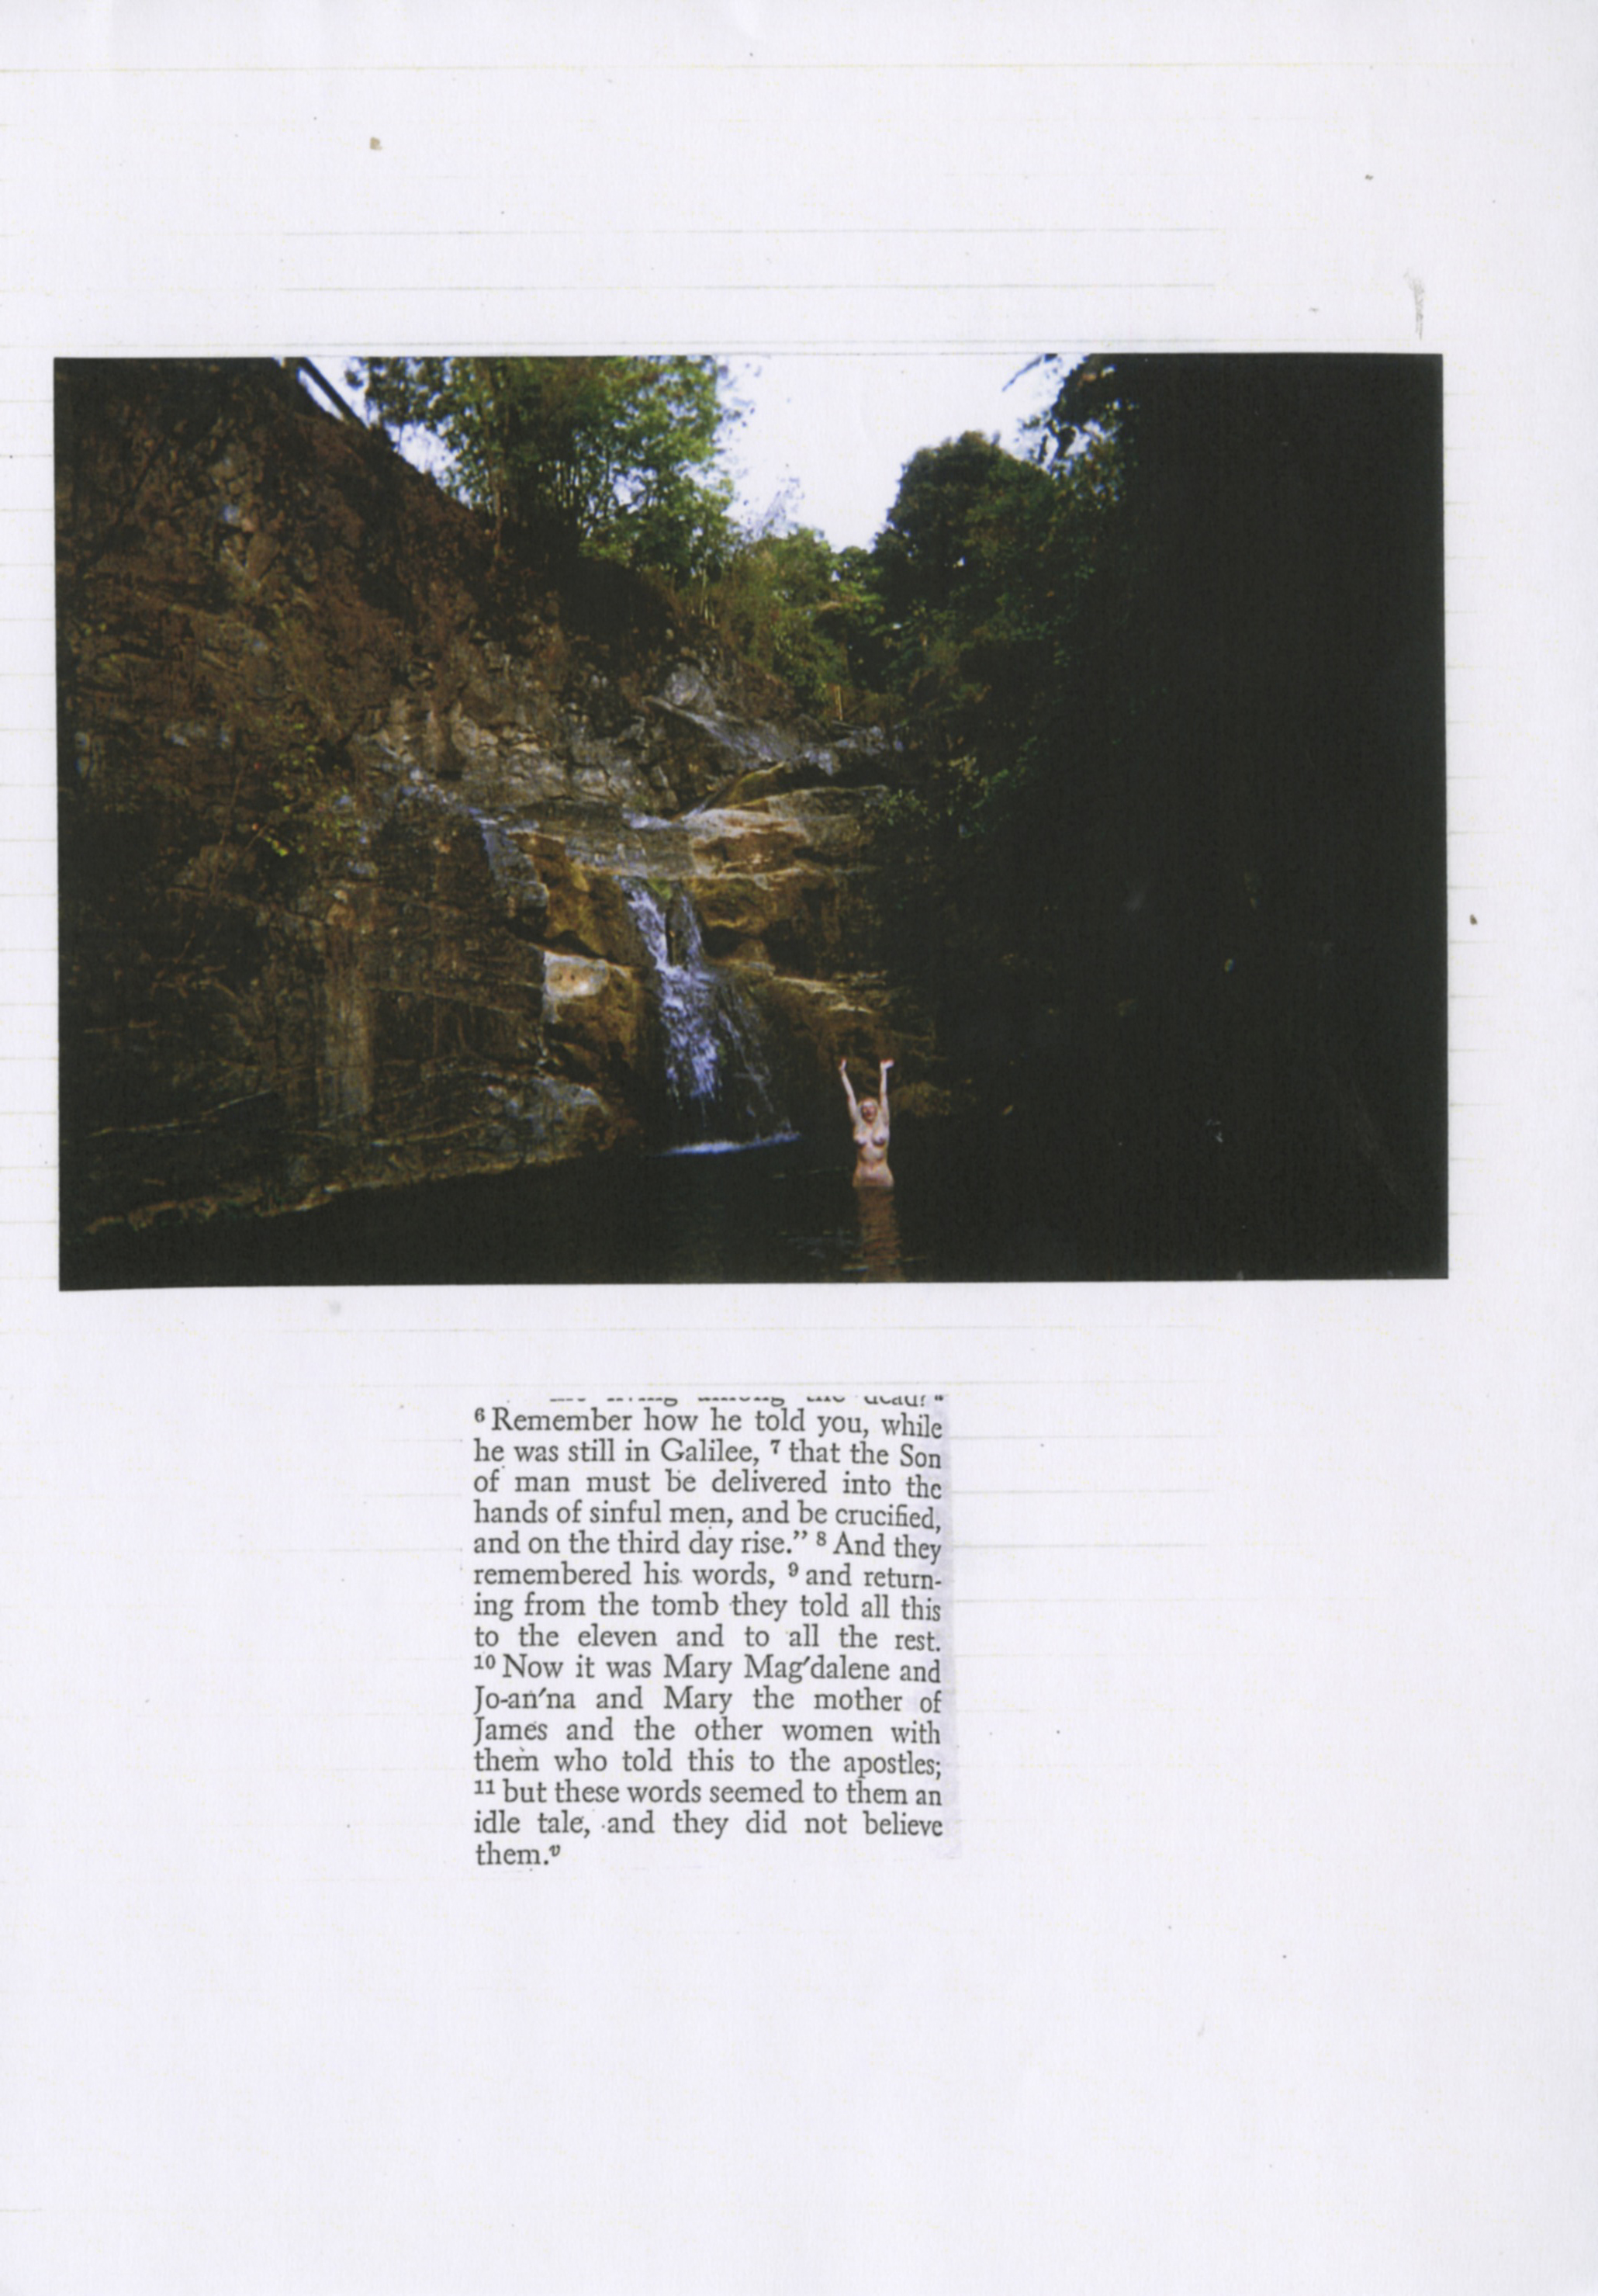 the living among the dead? u
6 Remember how he told you, while
he was still in Galilee, 7 that the Son
of man must be delivered into the
hands of sinful men, and be crucified,
and on the third day rise.” 8 And they
remembered his words, 9 and return-
ing from the tomb they told all this
to the eleven and to all the rest.
10 Now it was Mary Mag′dalene and
Jo-an′na and Mary the mother of
James and the other women with
them who told this to the apostles;
11 but these words seemed to them an
idle tale, and they did not believe
them.v